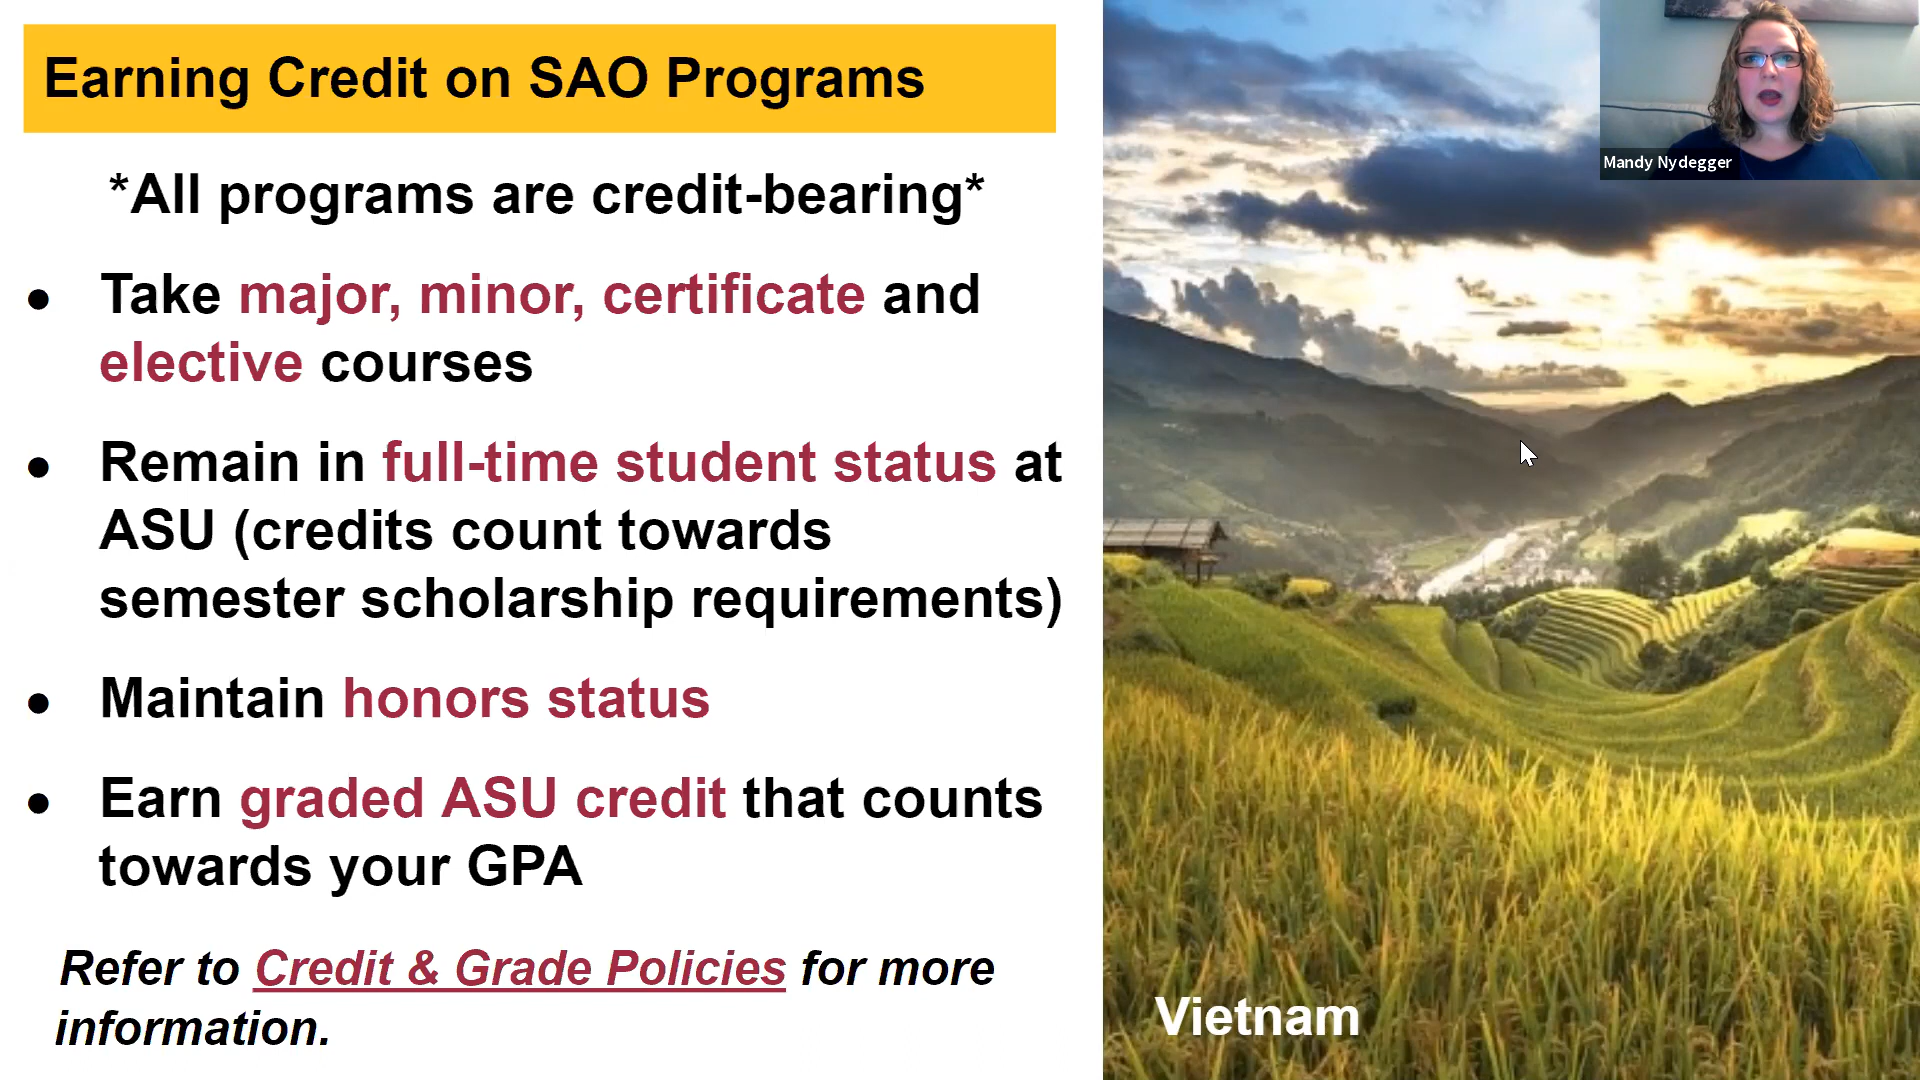 Earning Credit on SAO Programs
*All programs are credit-bearing*
● Take major, minor, certificate and
elective courses
● Remain in full-time student status at
ASU (credits count towards
semester scholarship requirements)
● Maintain honors status
● Earn graded ASU credit that counts
towards your GPA
Refer to Credit & Grade Policies for more
information.
Mandy Nydegger
Vietnam